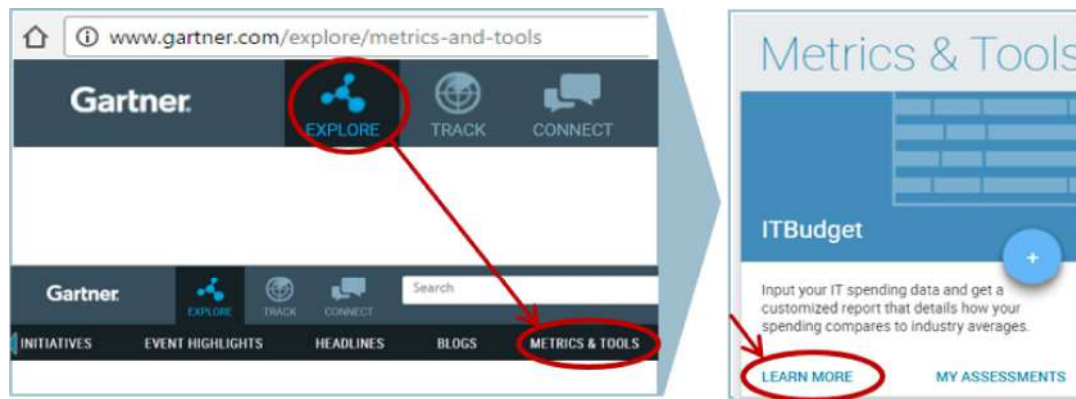 www.gartner.com/explore/metrics-and-tools
Gartner.
EXPLORE
TRACK
CONNECT
Gartner.
EXPLORE
TRACK
CONNECT
Search
INITIATIVES
EVENT HIGHLIGHTS
HEADLINES
BLOGS
METRICS & TOOLS
Metrics & Tools
ITBudget
+
Input your IT spending data and get a
customized report that details how your
spending compares to industry averages.
LEARN MORE
MY ASSESSMENTS